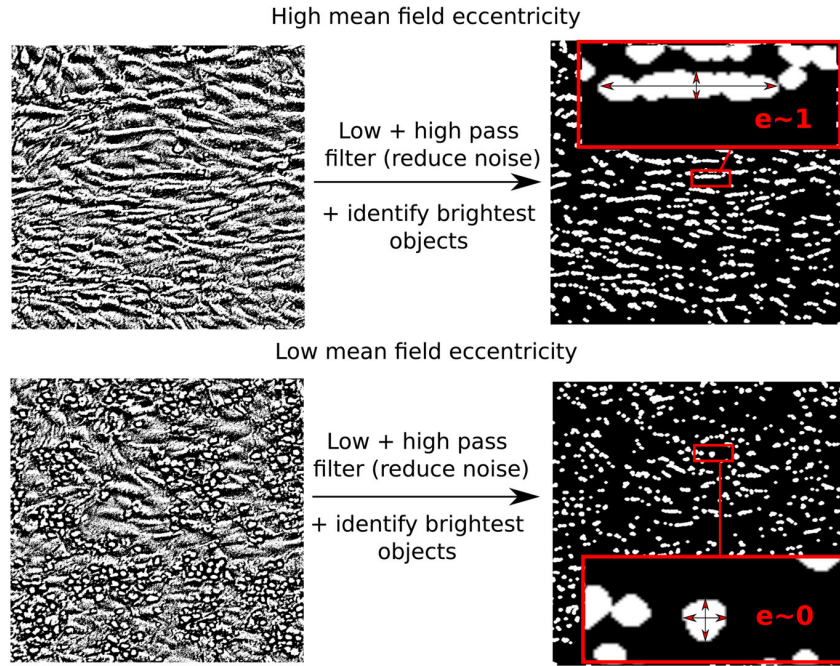 High mean field eccentricity
Low + high pass
filter (reduce noise)
+ identify brightest
objects
e~1
Low mean field eccentricity
Low + high pass
filter (reduce noise)
+ identify brightest
objects
e~0